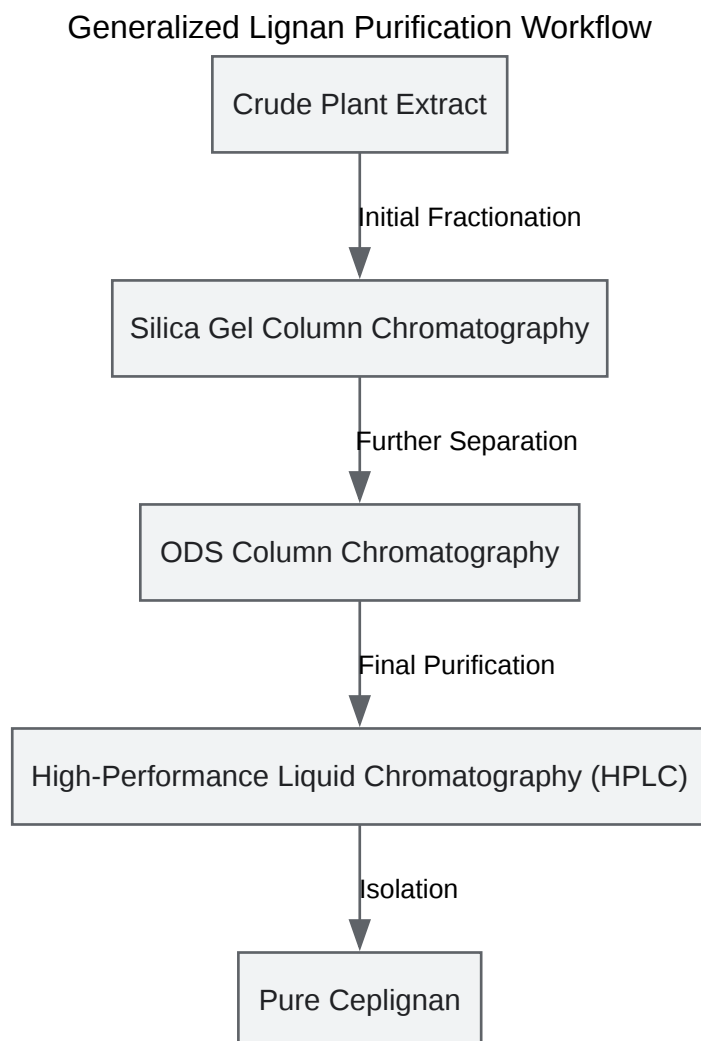 Generalized Lignan Purification Workflow
Crude Plant Extract
Initial Fractionation
Silica Gel Column Chromatography
Further Separation
ODS Column Chromatography
Final Purification
High-Performance Liquid Chromatography (HPLC)
Isolation
Pure Ceplignan